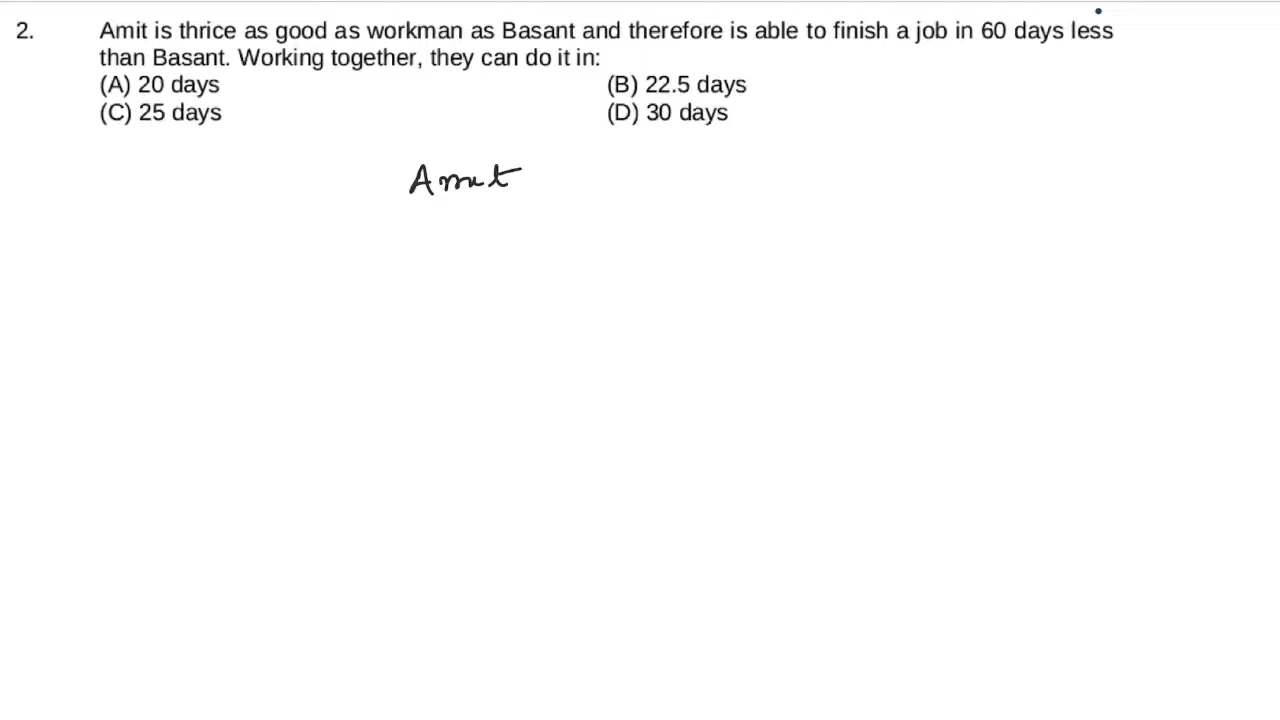 2. Amit is thrice as good as workman as Basant and therefore is able to finish a job in 60 days less
than Basant. Working together, they can do it in:
(A) 20 days (B) 22.5 days
(C) 25 days (D) 30 days
Amit